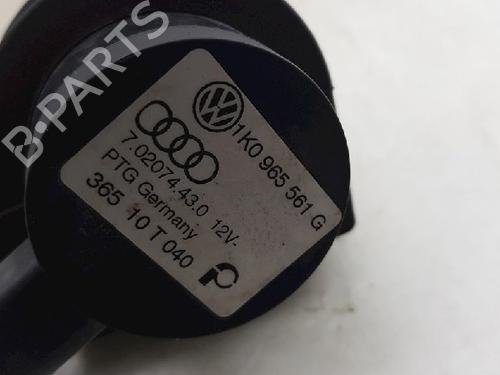 B-PARTS
1K0 965 561 G
7.02074.43.0 12V-
PTG Germany
365 10 T 040